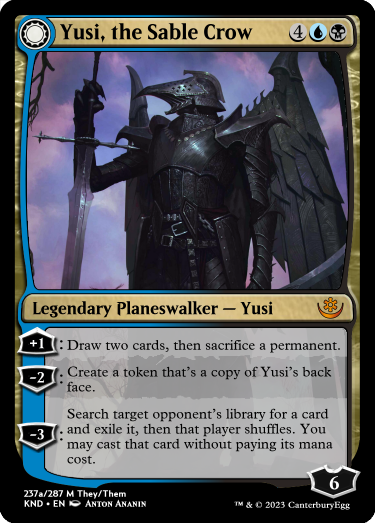 Yusi, the Sable Crow 4
Legendary Planeswalker — Yusi
+1: Draw two cards, then sacrifice a permanent.
-2: Create a token that's a copy of Yusi's back
face.
Search target opponent's library for a card
-3: and exile it, then that player shuffles. You
may cast that card without paying its mana
cost.
6
237a/287 M They/Them
KND • EN Anton Ananin
™ & © 2023 CanterburyEgg